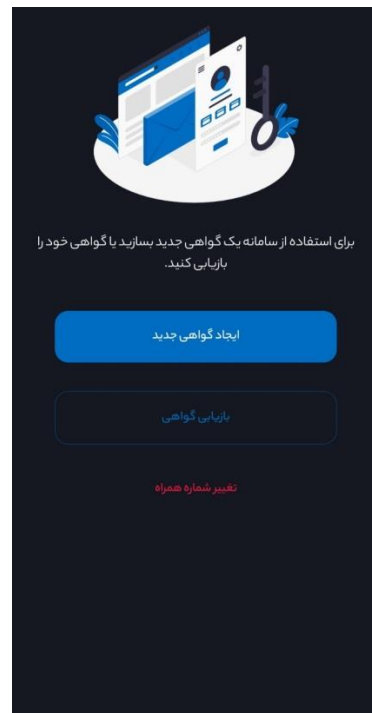 برای استفاده از سامانه یک گواهی جدید بسازید یا گواهی خود را
بازیابی کنید.
ایجاد گواهی جدید
بازیابی گواهی
تغییر شماره همراه